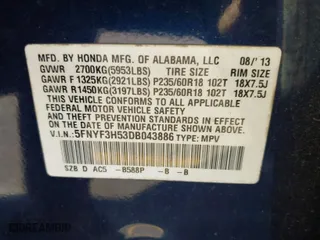 MFD. BY HONDA MFG. OF ALABAMA, LLC 08/'13
GVWR 2700KG(5953LBS) TIRE SIZE RIM SIZE
GAWR F 1325KG(2921LBS) P235/60R18 102T 18X7.5J
GAWR R1450KG(3197LBS) P235/60R18 102T 18X7.5J
THIS VEHICLE CONFORMS TO ALL APPLICABLE FEDERAL MOTOR
VEHICLE SAFETY AND THEFT PREVENTION STANDARDS IN
EFFECT ON THE DATE OF MANUFACTURE SHOWN ABOVE.
V.I.N.: 5FNYF3H53DB043886 TYPE: MPV
SZB D AC5 -B588P -B -B